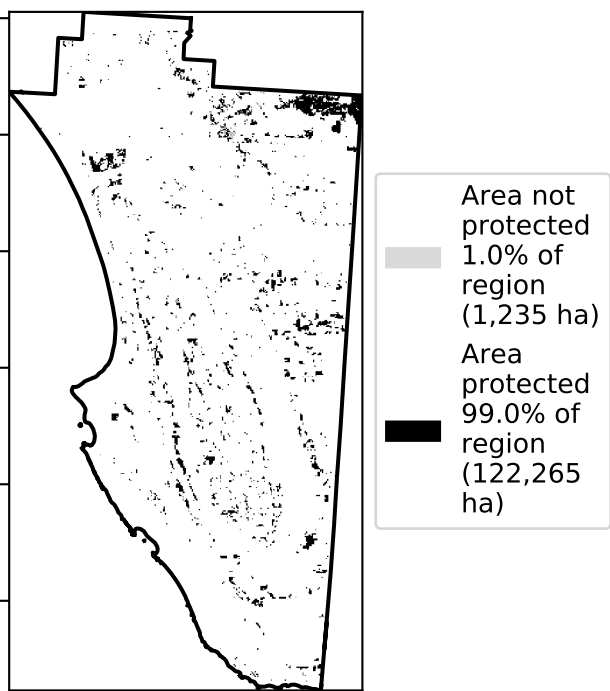 Area not
protected
1.0% of
region
(1,235 ha)
Area
protected
99.0% of
region
(122,265
ha)